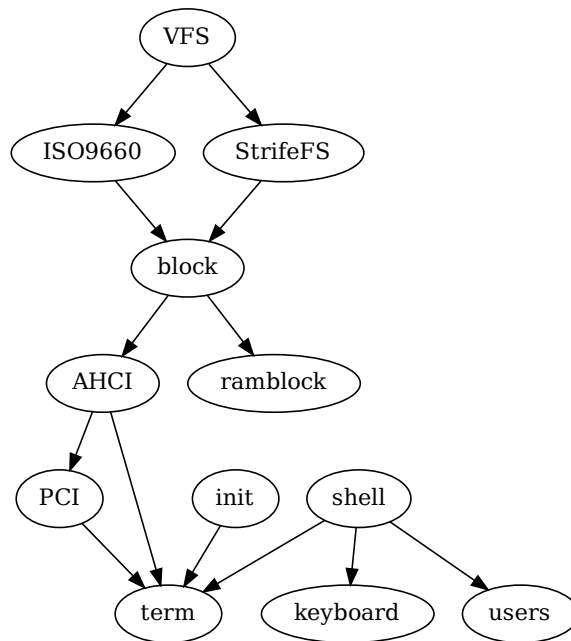 VFS
ISO9660 StrifeFS
block
AHCI ramblock
PCI init shell
term keyboard users